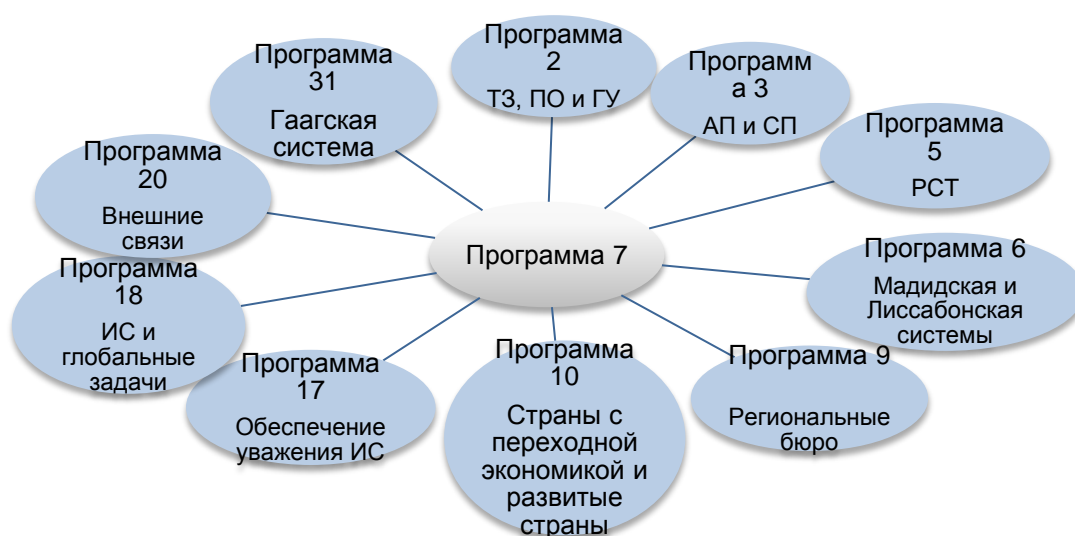 Программа
2
ТЗ, ПО и ГУ
Программ
а 3
АП и СП
Программа
5
РСТ
Программа 6
Мадидская и
Лиссабонская
системы
Программа 9
Региональные
бюро
Программа
10
Страны с
переходной
экономикой и
развитые
страны
Программа
17
Обеспечение
уважения ИС
Программа
18
ИС и
глобальные
задачи
Программа
20
Внешние
связи
Программа
31
Гаагская
система
Программа 7